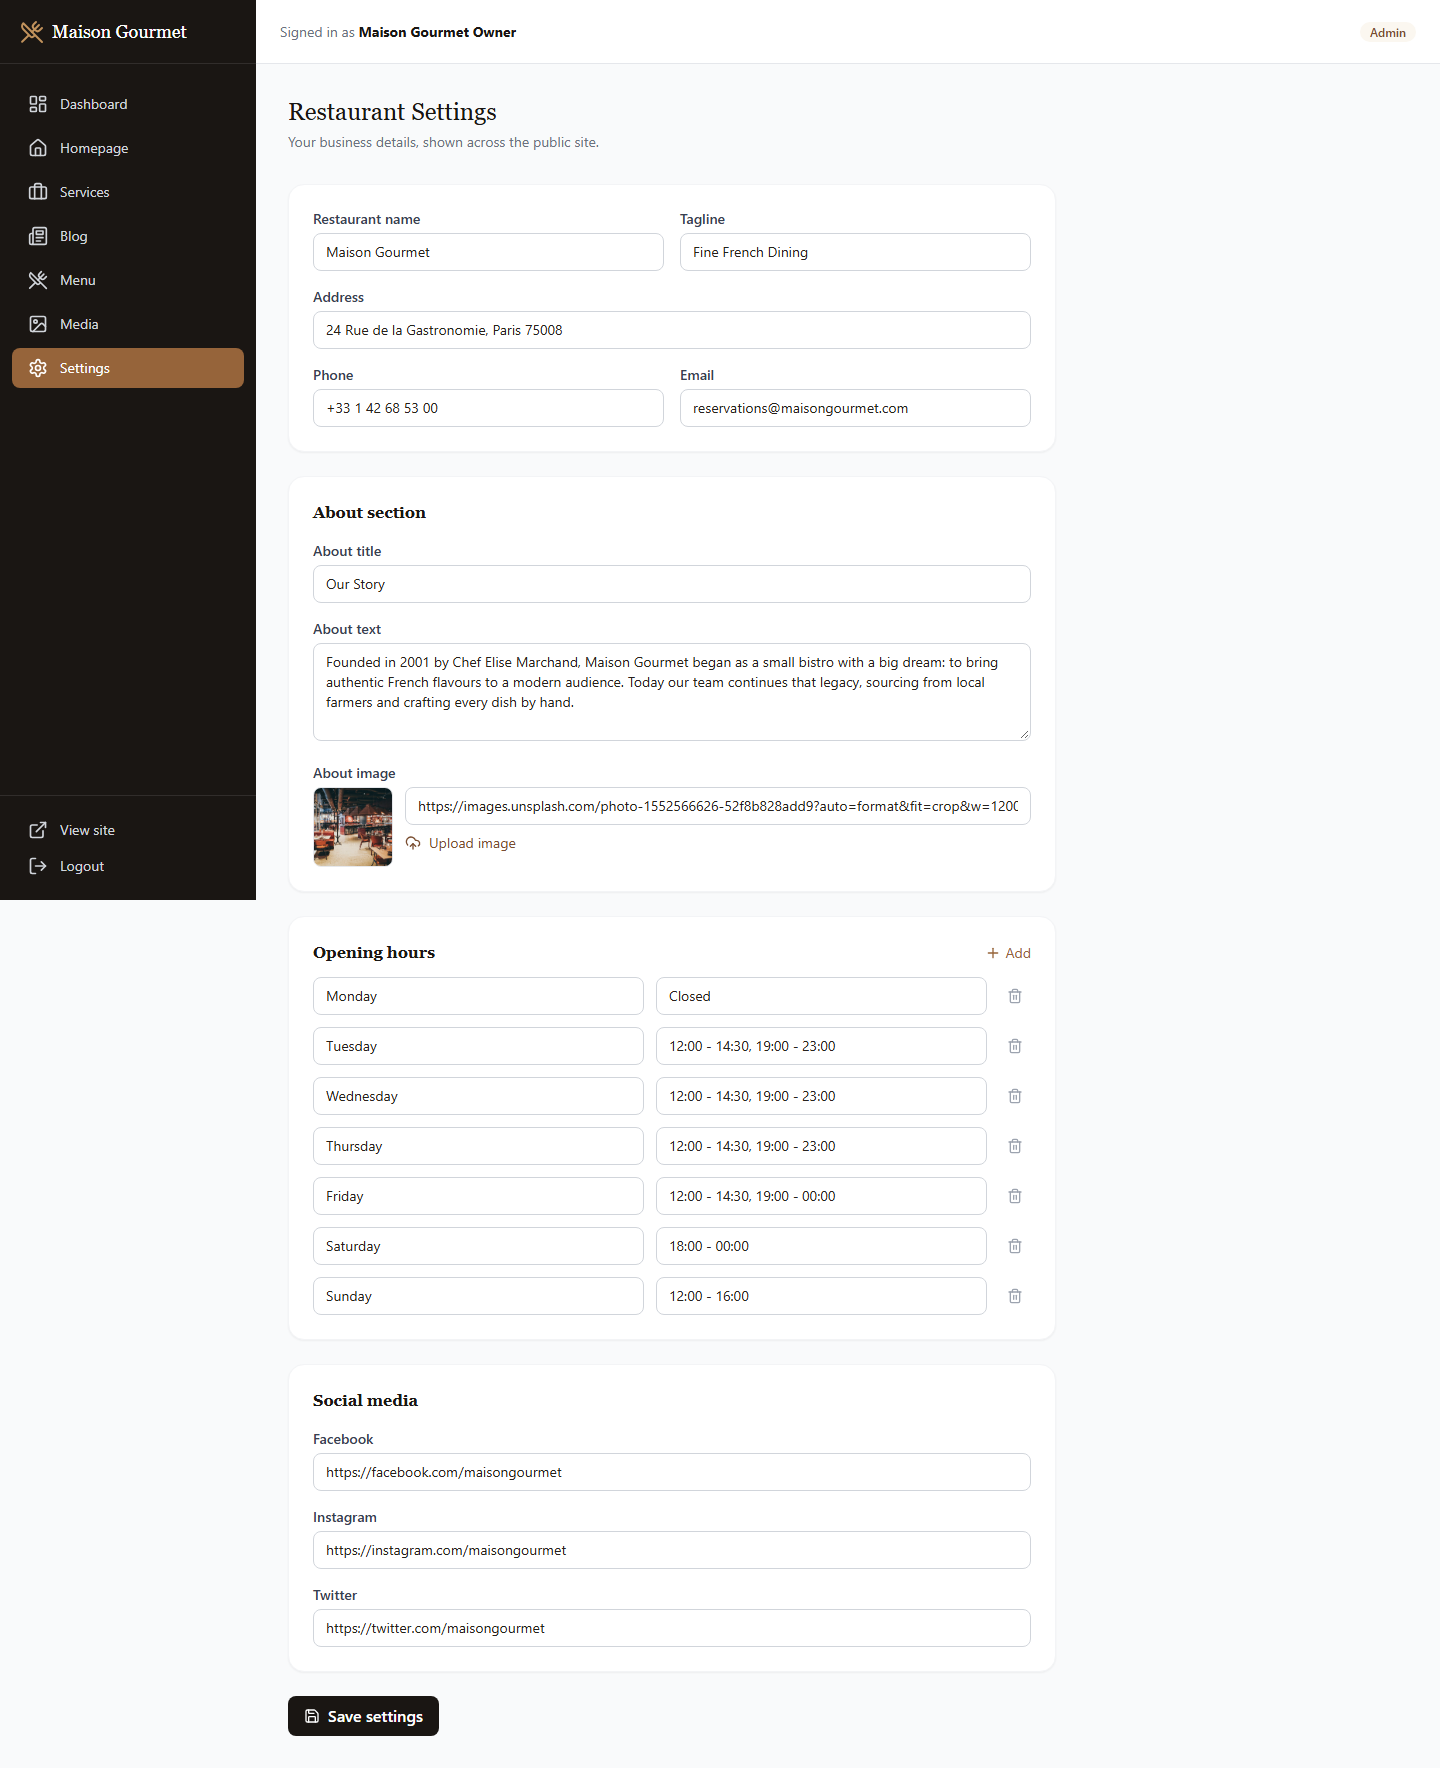 Maison Gourmet
Signed in as Maison Gourmet Owner
Admin
Dashboard
Homepage
Services
Blog
Menu
Media
Settings
View site
Logout
Restaurant Settings
Your business details, shown across the public site.
Restaurant name
Maison Gourmet
Tagline
Fine French Dining
Address
24 Rue de la Gastronomie, Paris 75008
Phone
+33 1 42 68 53 00
Email
reservations@maisongourmet.com
About section
About title
Our Story
About text
Founded in 2001 by Chef Elise Marchand, Maison Gourmet began as a small bistro with a big dream: to bring
authentic French flavours to a modern audience. Today our team continues that legacy, sourcing from local
farmers and crafting every dish by hand.
About image
https://images.unsplash.com/photo-1552566626-52f8b828add9?auto=format&fit=crop&w=1200
Upload image
Opening hours
Add
Monday
Closed
Tuesday
12:00 - 14:30, 19:00 - 23:00
Wednesday
12:00 - 14:30, 19:00 - 23:00
Thursday
12:00 - 14:30, 19:00 - 23:00
Friday
12:00 - 14:30, 19:00 - 00:00
Saturday
18:00 - 00:00
Sunday
12:00 - 16:00
Social media
Facebook
https://facebook.com/maisongourmet
Instagram
https://instagram.com/maisongourmet
Twitter
https://twitter.com/maisongourmet
Save settings